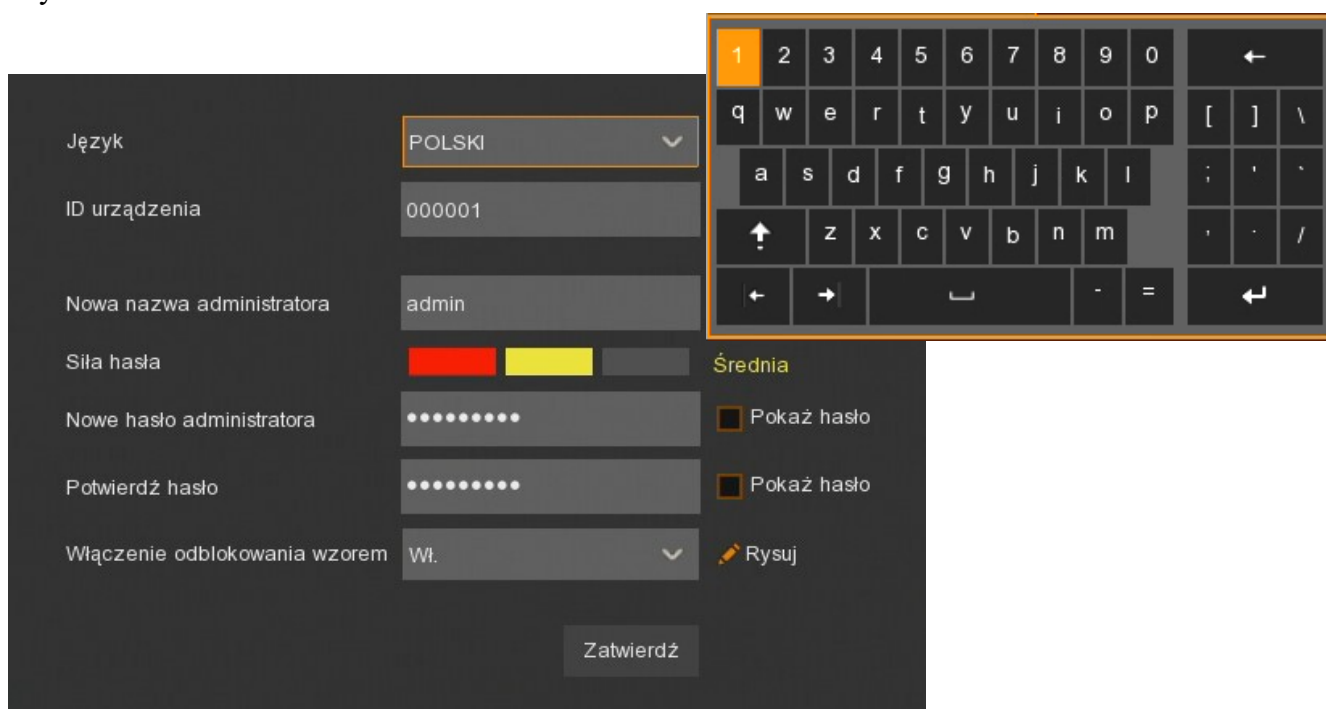 Język POLSKI
ID urządzenia 000001
Nowa nazwa administratora admin
Siła hasła Średnia
Nowe hasło administratora ●●●●●●●●● Pokaż hasło
Potwierdź hasło ●●●●●●●●● Pokaż hasło
Włączenie odblokowania wzorem Wł. Rysuj
Zatwierdź
1 2 3 4 5 6 7 8 9 0 ←
q w e r t y u i o p [ ] \
a s d f g h j k l ; ' `
z x c v b n m , . /
- =